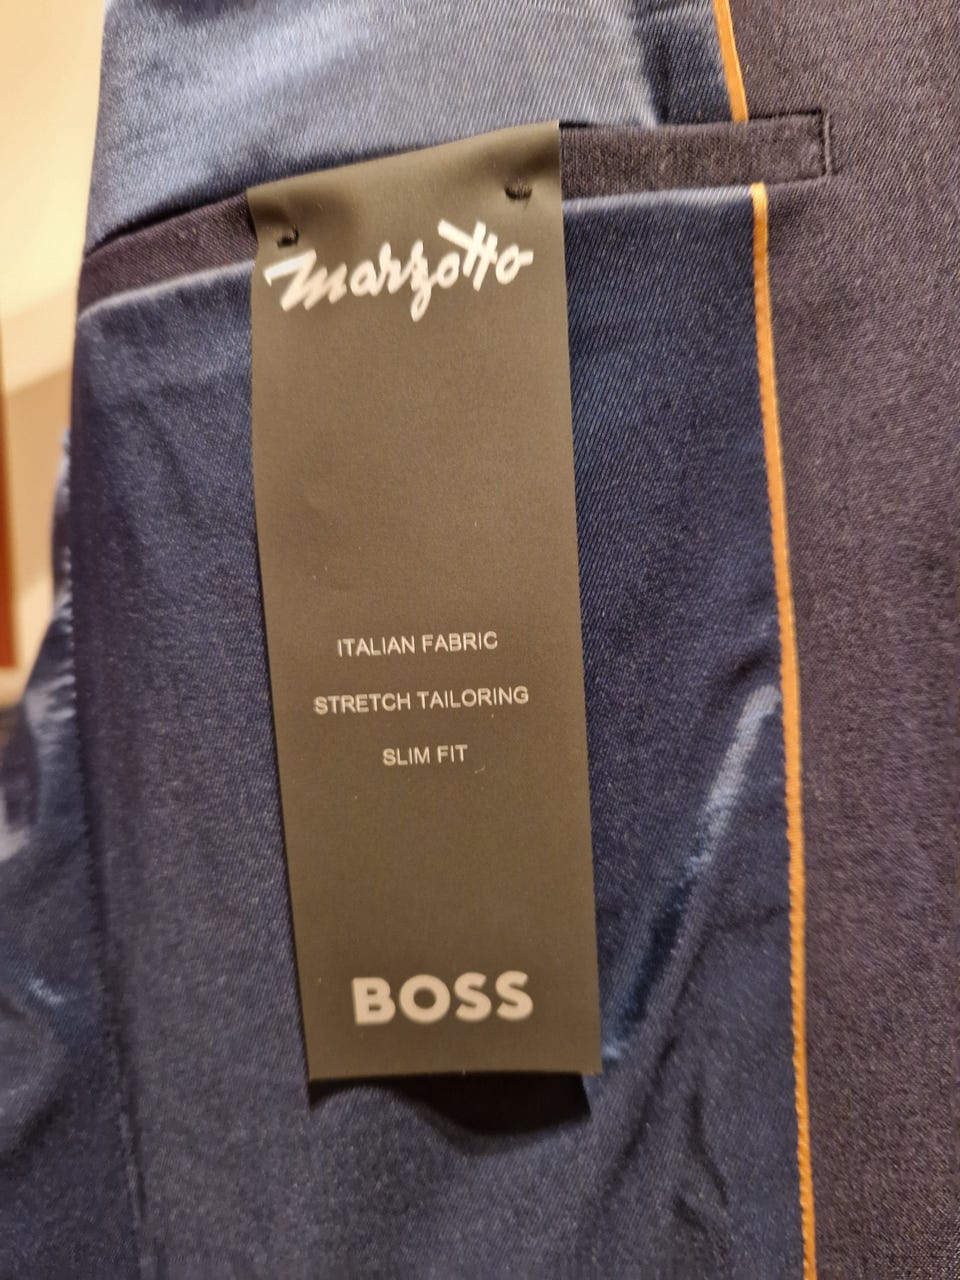 marzotto
ITALIAN FABRIC
STRETCH TAILORING
SLIM FIT
BOSS